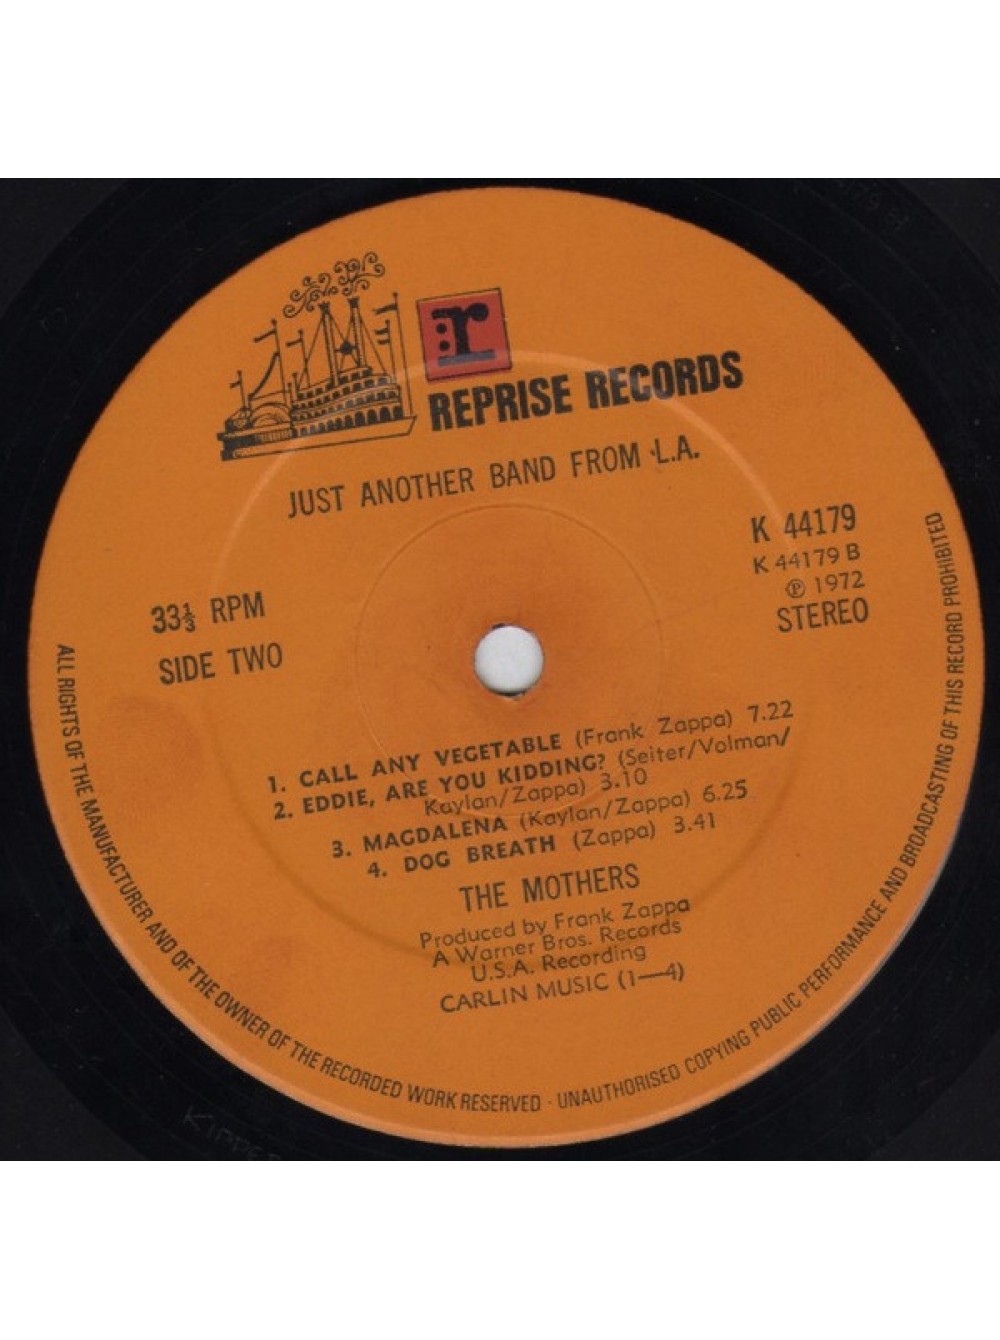 r:
REPRISE RECORDS
JUST ANOTHER BAND FROM L.A.
K 44179
K 44179 B
℗ 1972
STEREO
33⅓ RPM
SIDE TWO
1. CALL ANY VEGETABLE (Frank Zappa) 7.22
2. EDDIE, ARE YOU KIDDING? (Seiter/Volman/
Kaylan/Zappa) 3.10
3. MAGDALENA (Kaylan/Zappa) 6.25
4. DOG BREATH (Zappa) 3.41
THE MOTHERS
Produced by Frank Zappa
A Warner Bros. Records
U.S.A. Recording
CARLIN MUSIC (1—4)
ALL RIGHTS OF THE MANUFACTURER AND OF THE OWNER OF THE RECORDED WORK RESERVED · UNAUTHORISED COPYING PUBLIC PERFORMANCE AND BROADCASTING OF THIS RECORD PROHIBITED